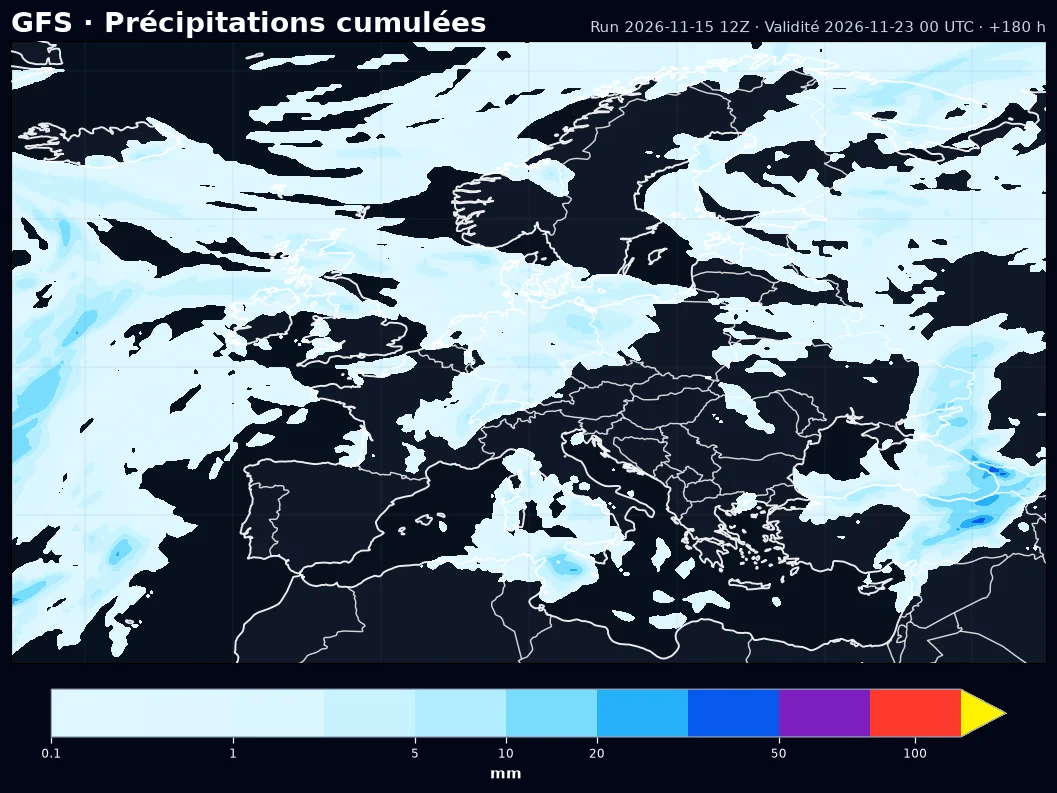 GFS · Précipitations cumulées
Run 2026-11-15 12Z · Validité 2026-11-23 00 UTC · +180 h
0.1 1 5 10 20 50 100
mm